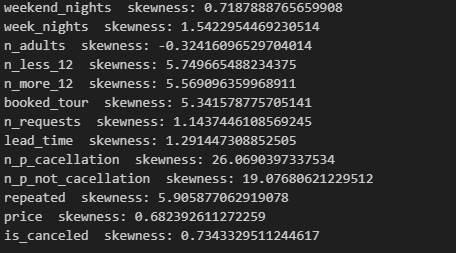 weekend_nights skewness: 0.7187888765659908
week_nights skewness: 1.5422954469230514
n_adults skewness: -0.32416096529704014
n_less_12 skewness: 5.749665488234375
n_more_12 skewness: 5.569096359968911
booked_tour skewness: 5.341578775705141
n_requests skewness: 1.1437446108569245
lead_time skewness: 1.291447308852505
n_p_cacellation skewness: 26.0690397337534
n_p_not_cacellation skewness: 19.07680621229512
repeated skewness: 5.905877062919078
price skewness: 0.682392611272259
is_canceled skewness: 0.7343329511244617